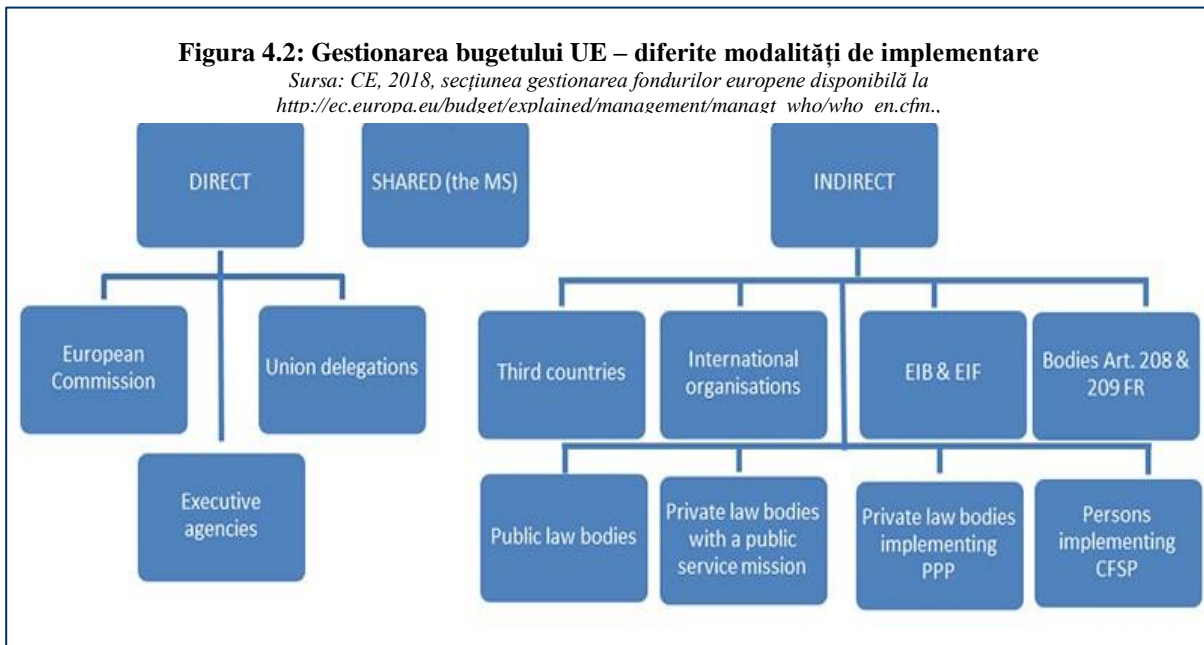 Figura 4.2: Gestionarea bugetului UE – diferite modalități de implementare
Sursa: CE, 2018, secțiunea gestionarea fondurilor europene disponibilă la
http://ec.europa.eu/budget/explained/management/managt_who/who_en.cfm.,
DIRECT
SHARED (the MS)
INDIRECT
European
Commission
Union delegations
Executive
agencies
Third countries
International
organisations
EIB & EIF
Bodies Art. 208 &
209 FR
Public law bodies
Private law bodies
with a public
service mission
Private law bodies
implementing
PPP
Persons
implementing
CFSP